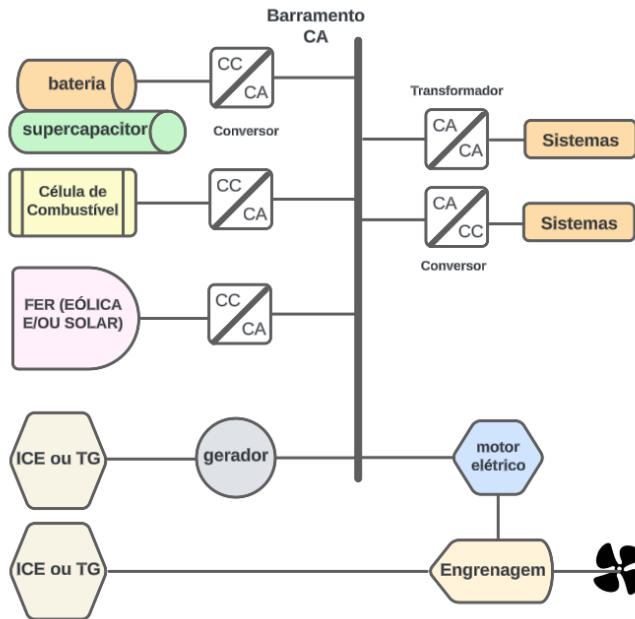 Barramento
CA
bateria
CC
CA
supercapacitor
Conversor
Transformador
CA
CA
Sistemas
Célula de
Combustível
CC
CA
CA
CC
Sistemas
Conversor
FER (EÓLICA
E/OU SOLAR)
CC
CA
ICE ou TG
gerador
motor
elétrico
ICE ou TG
Engrenagem